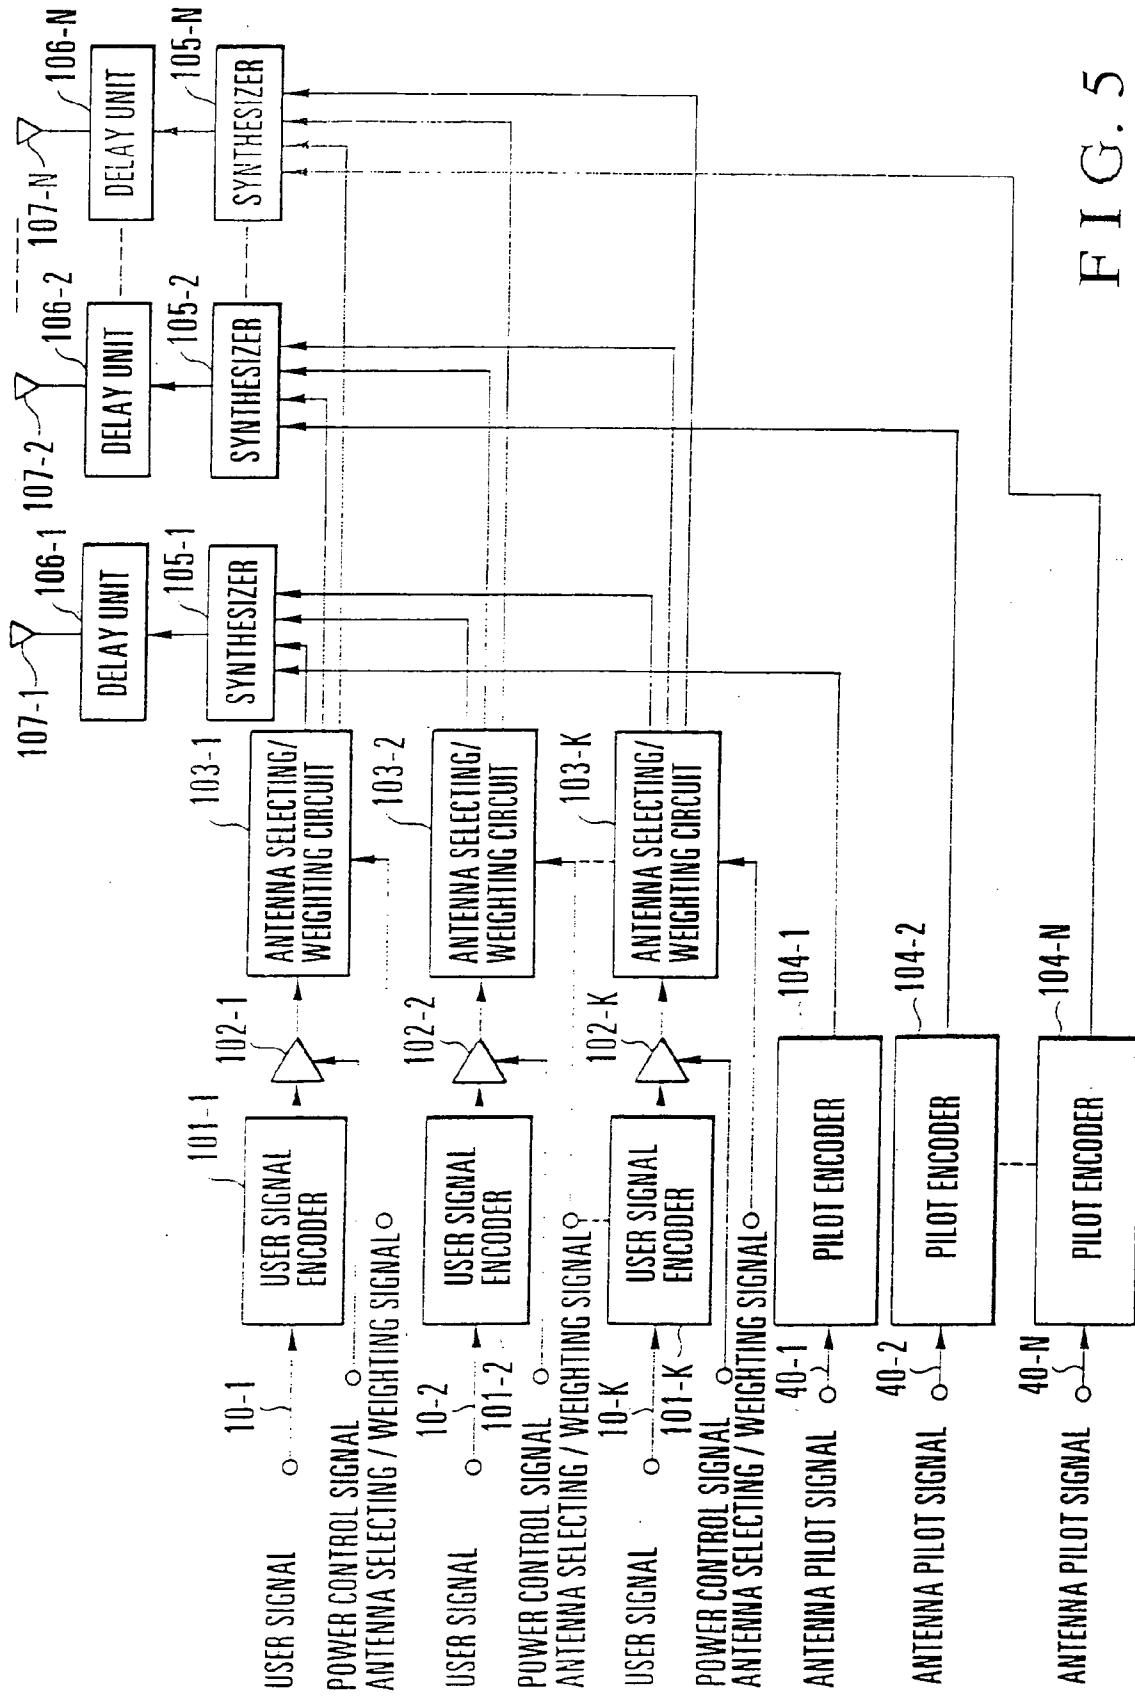 USER SIGNAL
10-1
USER SIGNAL
ENCODER
101-1
102-1
ANTENNA SELECTING/
WEIGHTING CIRCUIT
103-1
POWER CONTROL SIGNAL
ANTENNA SELECTING / WEIGHTING SIGNAL
USER SIGNAL
10-2
101-2
USER SIGNAL
ENCODER
102-2
ANTENNA SELECTING/
WEIGHTING CIRCUIT
103-2
POWER CONTROL SIGNAL
ANTENNA SELECTING / WEIGHTING SIGNAL
USER SIGNAL
10-K
101-K
USER SIGNAL
ENCODER
102-K
ANTENNA SELECTING/
WEIGHTING CIRCUIT
103-K
POWER CONTROL SIGNAL
ANTENNA SELECTING / WEIGHTING SIGNAL
ANTENNA PILOT SIGNAL
40-1
PILOT ENCODER
104-1
ANTENNA PILOT SIGNAL
40-2
PILOT ENCODER
104-2
ANTENNA PILOT SIGNAL
40-N
PILOT ENCODER
104-N
107-1
DELAY UNIT
106-1
SYNTHESIZER
105-1
107-2
DELAY UNIT
106-2
SYNTHESIZER
105-2
107-N
DELAY UNIT
106-N
SYNTHESIZER
105-N
FIG. 5